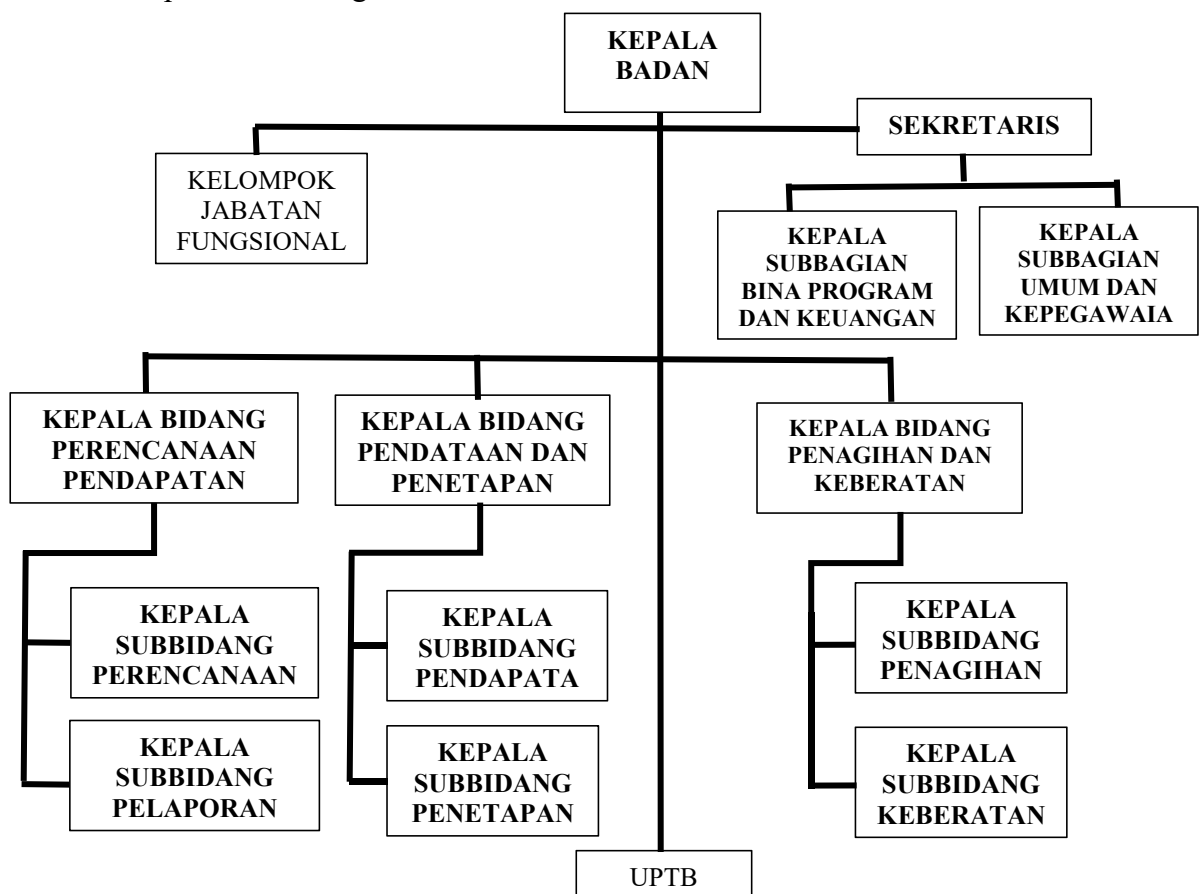 KEPALA
BADAN
SEKRETARIS
KELOMPOK
JABATAN
FUNGSIONAL
KEPALA
SUBBAGIAN
BINA PROGRAM
DAN KEUANGAN
KEPALA
SUBBAGIAN
UMUM DAN
KEPEGAWAIA
KEPALA BIDANG
PERENCANAAN
PENDAPATAN
KEPALA BIDANG
PENDATAAN DAN
PENETAPAN
KEPALA BIDANG
PENAGIHAN DAN
KEBERATAN
KEPALA
SUBBIDANG
PERENCANAAN
KEPALA
SUBBIDANG
PENDAPATA
KEPALA
SUBBIDANG
PENAGIHAN
KEPALA
SUBBIDANG
PELAPORAN
KEPALA
SUBBIDANG
PENETAPAN
KEPALA
SUBBIDANG
KEBERATAN
UPTB